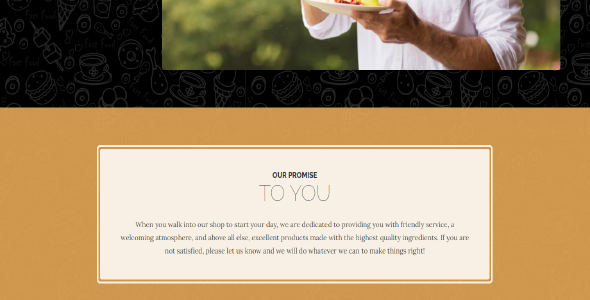 OUR PROMISE
TO YOU
When you walk into our shop to start your day, we are dedicated to providing you with friendly service, a
welcoming atmosphere, and above all else, excellent products made with the highest quality ingredients. If you are
not satisfied, please let us know and we will do whatever we can to make things right!